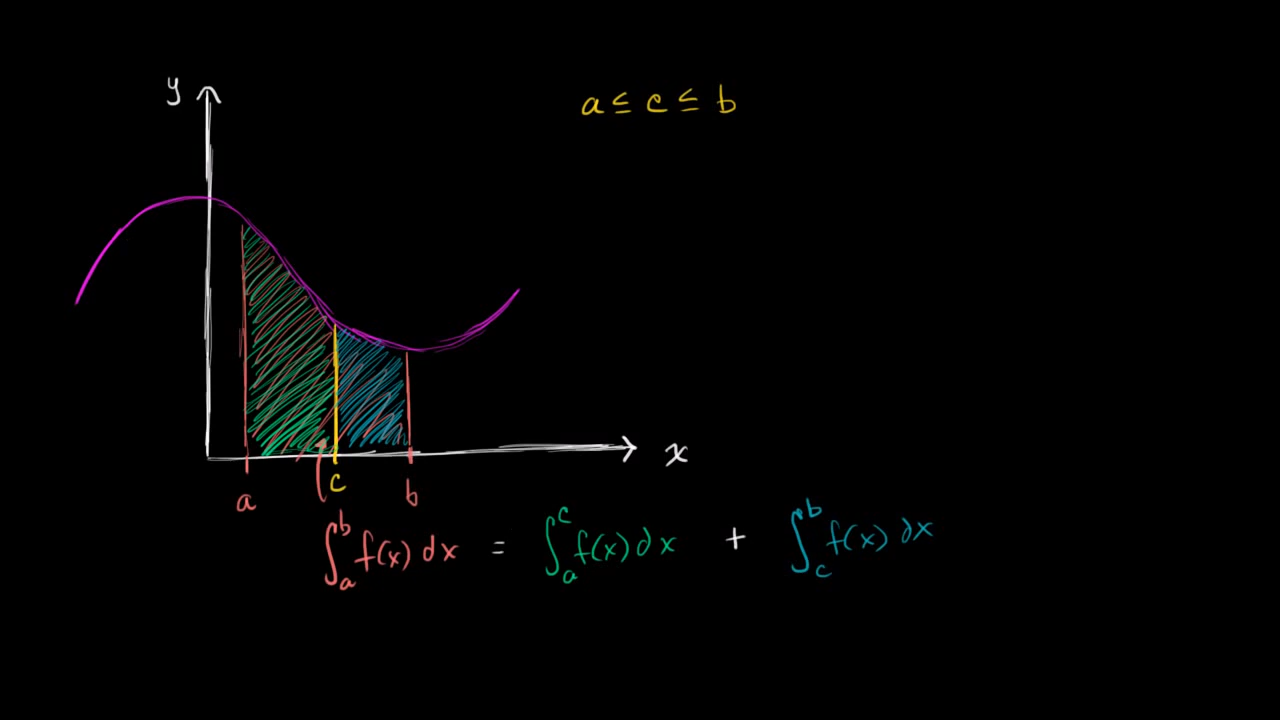 y
a ≤ c ≤ b
x
a
c
b
∫_a^b f(x) dx = ∫_a^c f(x) dx + ∫_c^b f(x) dx